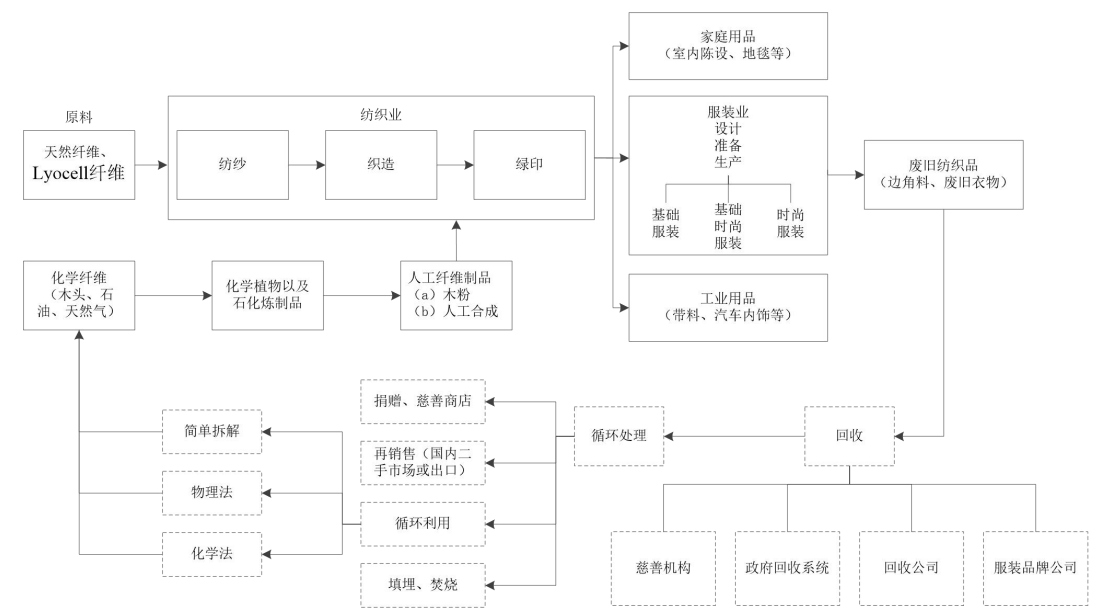 家庭用品
（室内陈设、地毯等）
原料
天然纤维、
Lyocell纤维
纺织业
纺纱
织造
绿印
服装业
设计
准备
生产
基础
服装
基础
时尚
服装
时尚
服装
废旧纺织品
（边角料、废旧衣物）
化学纤维
（木头、石
油、天然气）
化学植物以及
石化炼制品
人工纤维制品
（a）木粉
（b）人工合成
工业用品
（带料、汽车内饰等）
捐赠、慈善商店
简单拆解
循环处理
回收
再销售（国内二
手市场或出口）
物理法
循环利用
化学法
填埋、焚烧
慈善机构
政府回收系统
回收公司
服装品牌公司